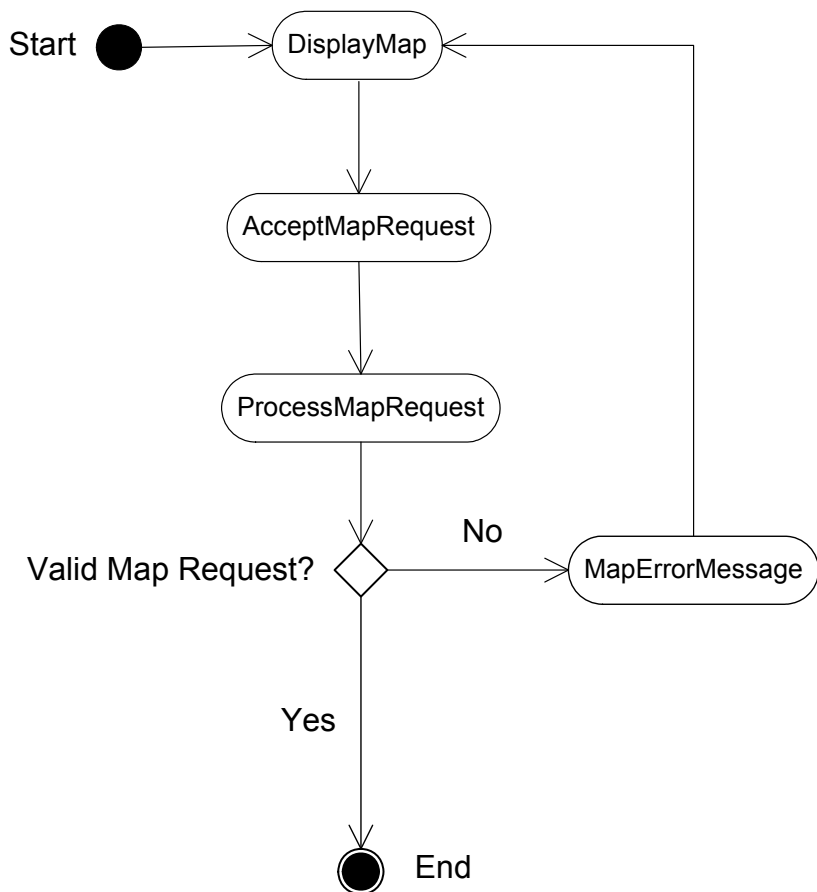 Start
DisplayMap
AcceptMapRequest
ProcessMapRequest
No
Valid Map Request?
MapErrorMessage
Yes
End